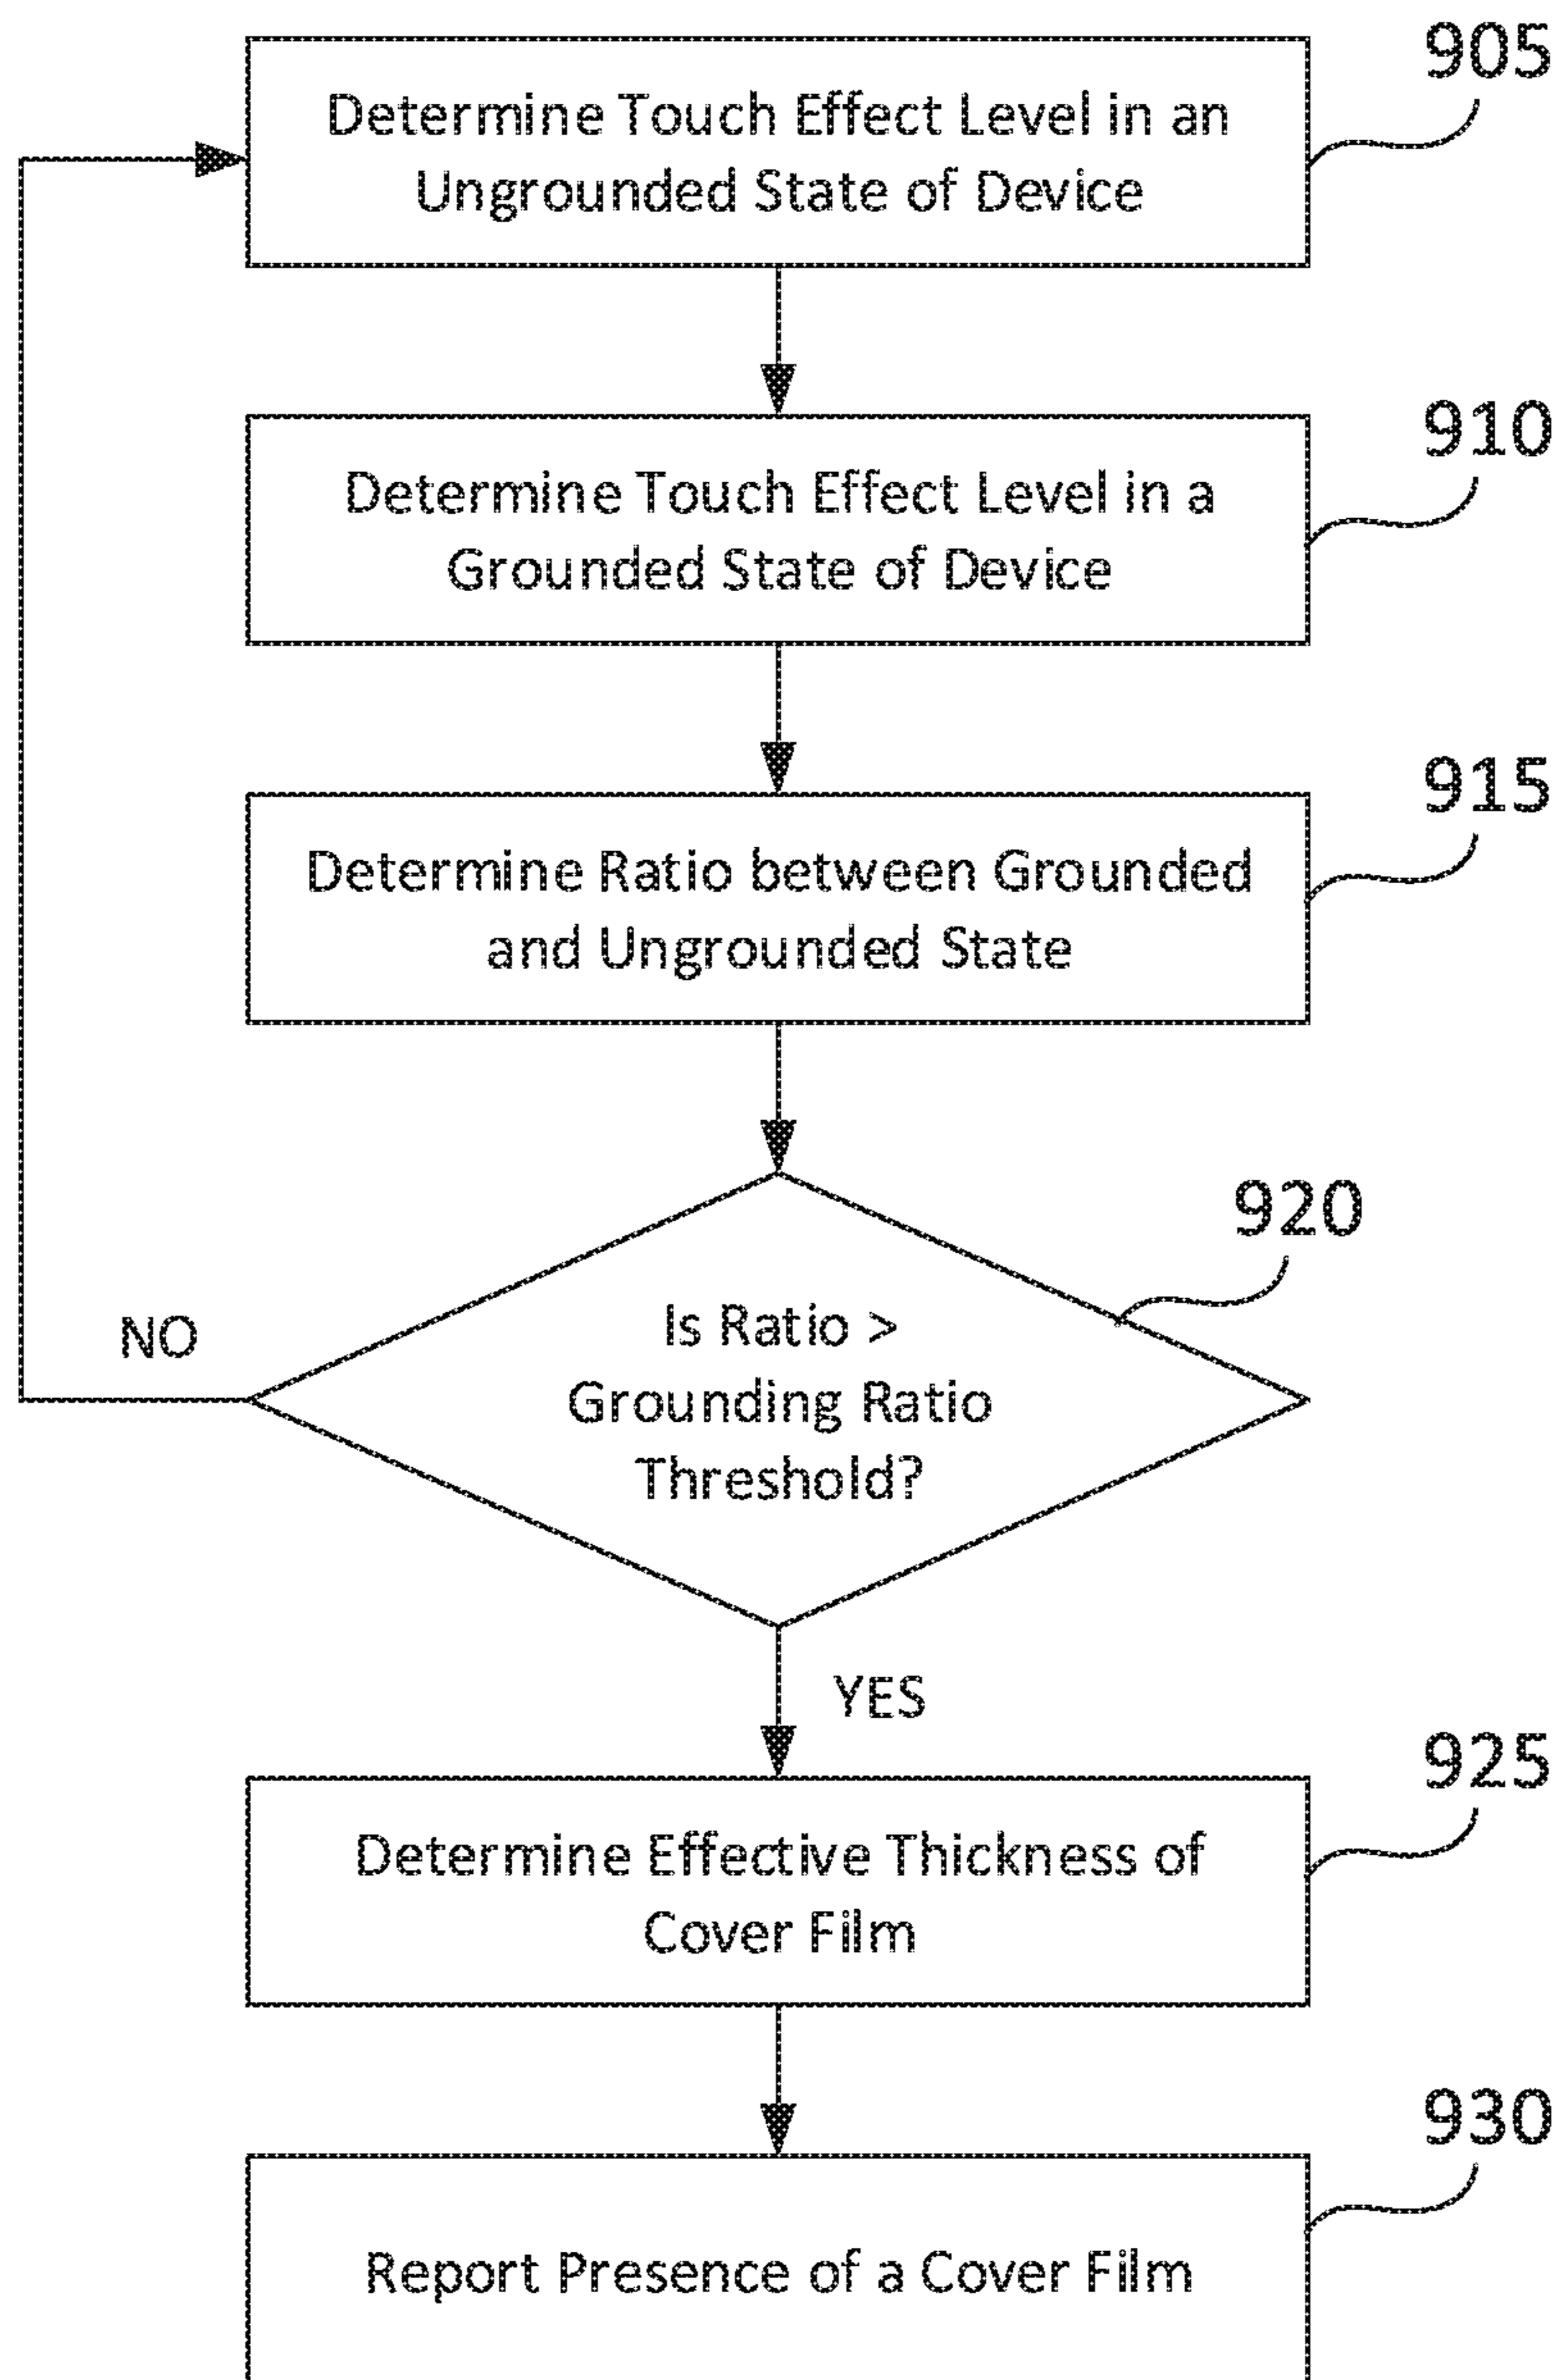 905
Determine Touch Effect Level in an
Ungrounded State of Device
910
Determine Touch Effect Level in a
Grounded State of Device
915
Determine Ratio between Grounded
and Ungrounded State
920
Is Ratio >
Grounding Ratio
Threshold?
NO
YES
925
Determine Effective Thickness of
Cover Film
930
Report Presence of a Cover Film